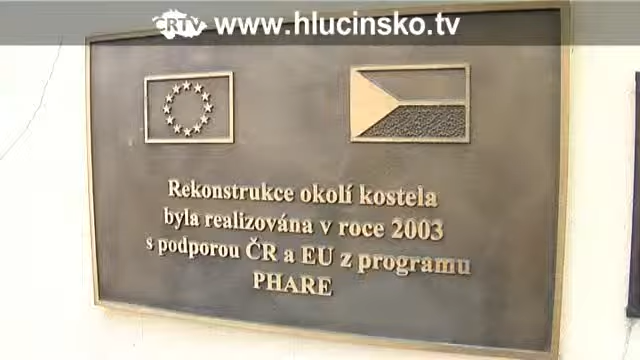 CRTV www.hlucinsko.tv
Rekonstrukce okolí kostela
byla realizována v roce 2003
s podporou ČR a EU z programu
PHARE